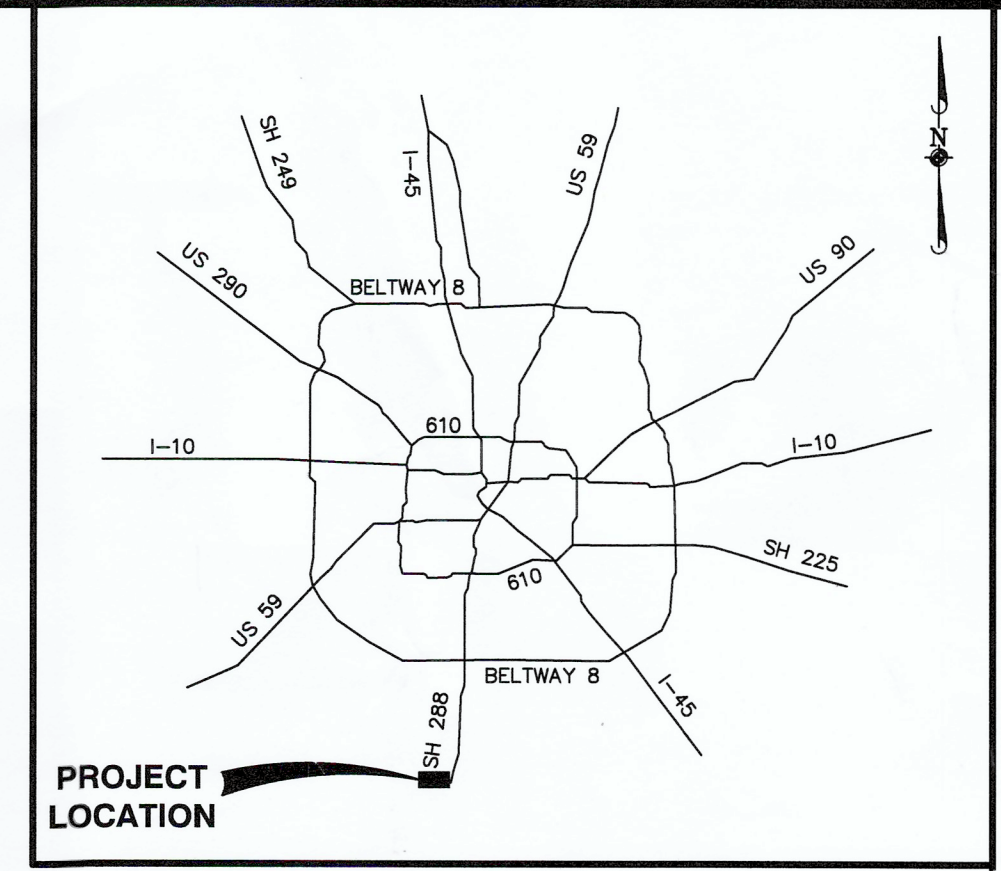 SH 249
I-45
US 59
N
US 290
US 90
BELTWAY 8
610
I-10
I-10
SH 225
610
US 59
BELTWAY 8
I-45
SH 288
PROJECT
LOCATION